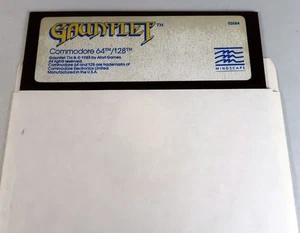 GAUNTLET™
Commodore 64™/128™
Gauntlet TM & © 1985 by Atari Games.
All rights reserved.
Commodore 64 and 128 are trademarks of
Commodore Electronics Limited.
Manufactured in the U.S.A.
MINDSCAPE